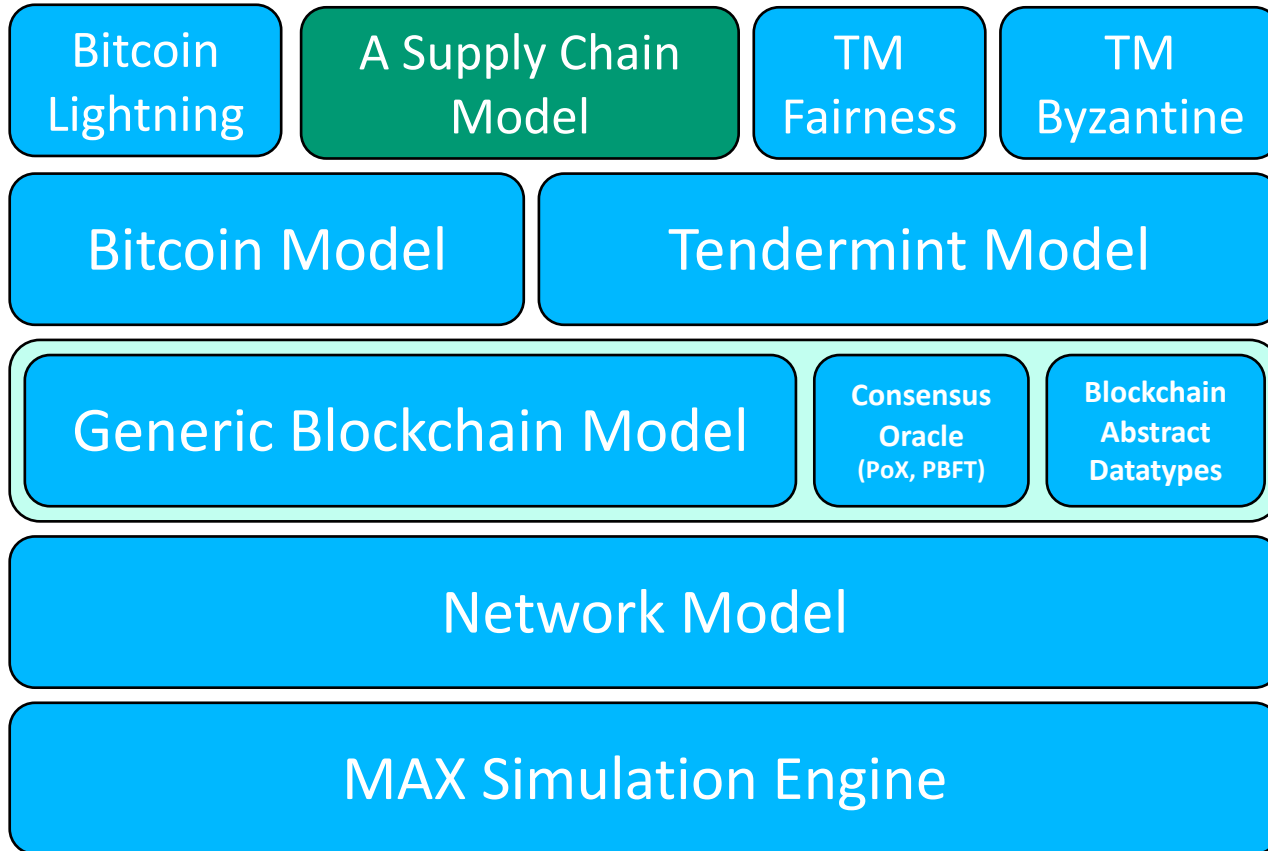 Bitcoin
Lightning
A Supply Chain
Model
TM
Fairness
TM
Byzantine
Bitcoin Model
Tendermint Model
Generic Blockchain Model
Consensus
Oracle
(PoX, PBFT)
Blockchain
Abstract
Datatypes
Network Model
MAX Simulation Engine